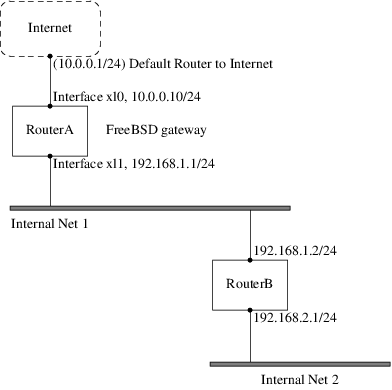 Internet
(10.0.0.1/24) Default Router to Internet
Interface xl0, 10.0.0.10/24
RouterA
FreeBSD gateway
Interface xl1, 192.168.1.1/24
Internal Net 1
192.168.1.2/24
RouterB
192.168.2.1/24
Internal Net 2